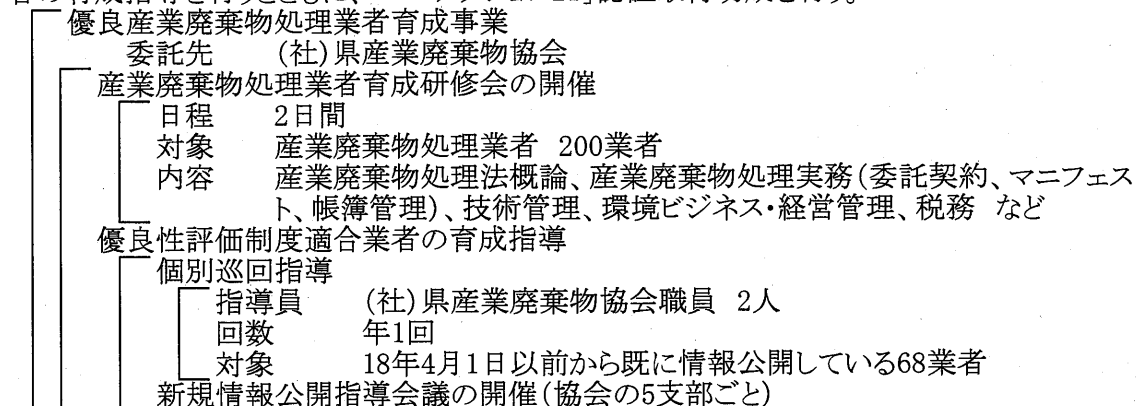 優良産業廃棄物処理業者育成事業
委託先 (社)県産業廃棄物協会
産業廃棄物処理業者育成研修会の開催
日程 2日間
対象 産業廃棄物処理業者 200業者
内容 産業廃棄物処理法概論、産業廃棄物処理実務(委託契約、マニフェス
ト、帳簿管理)、技術管理、環境ビジネス・経営管理、税務 など
優良性評価制度適合業者の育成指導
個別巡回指導
指導員 (社)県産業廃棄物協会職員 2人
回数 年1回
対象 18年4月1日以前から既に情報公開している68業者
新規情報公開指導会議の開催(協会の5支部ごと)